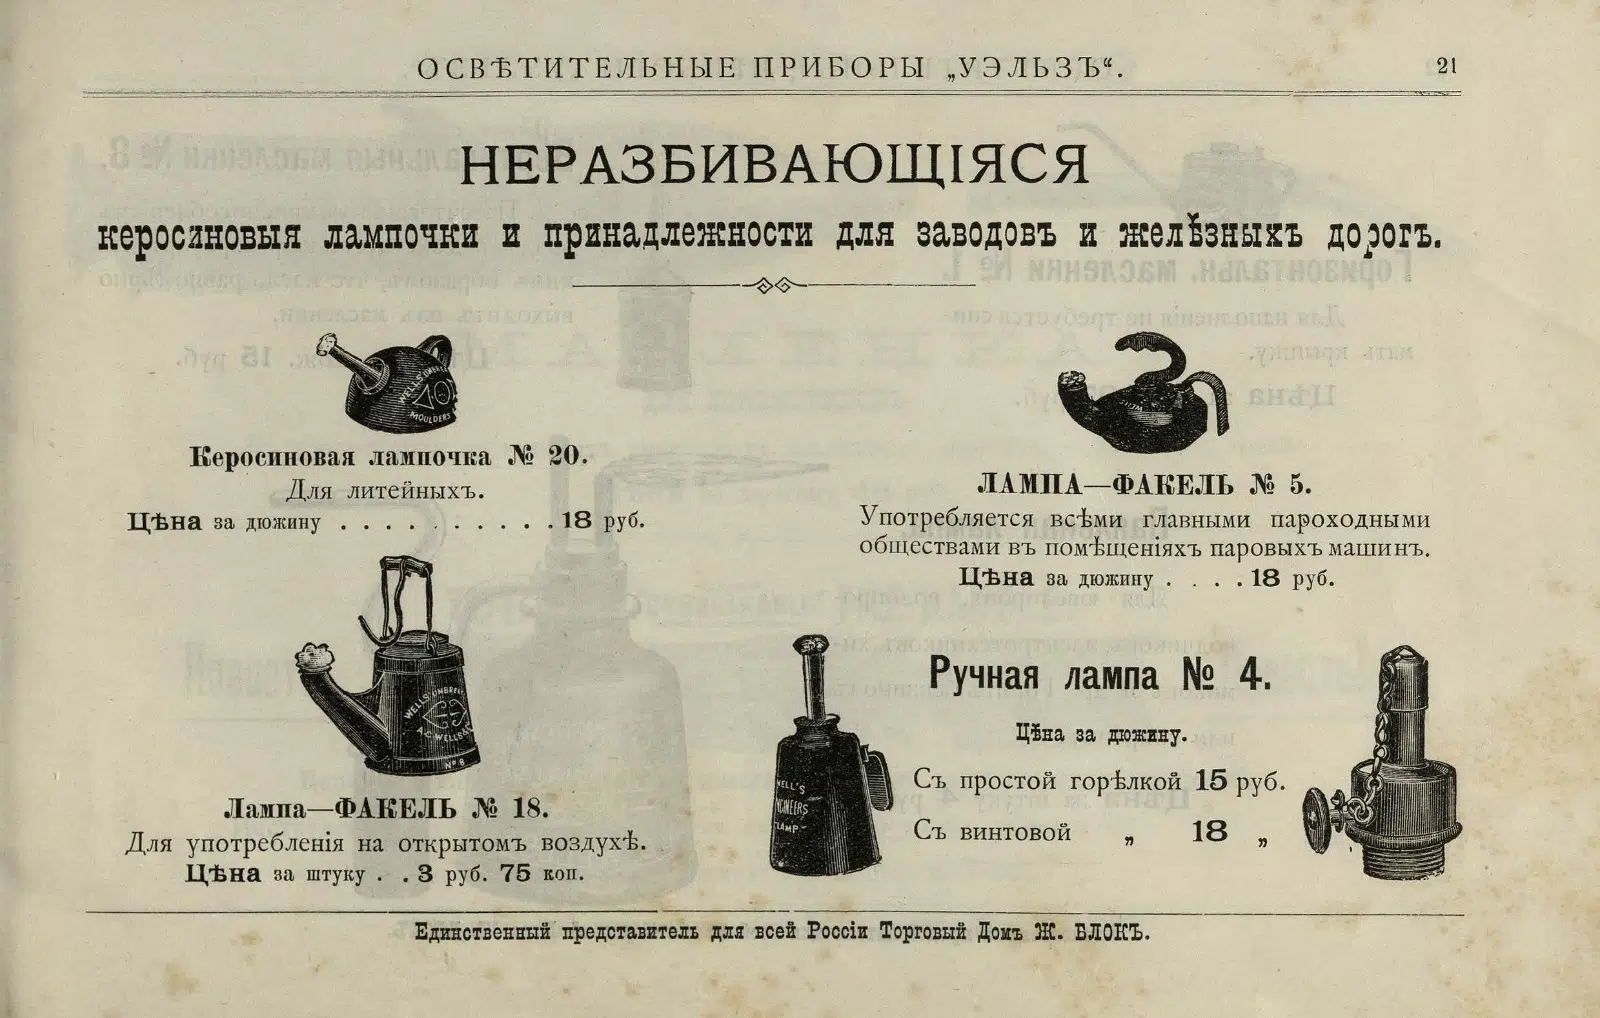 ОСВѢТИТЕЛЬНЫЕ ПРИБОРЫ „УЭЛЬЗЪ“.
21
НЕРАЗБИВАЮЩІЯСЯ
керосиновыя лампочки и принадлежности для заводовъ и желѣзныхъ дорогъ.
WELLS UNBREAKABLE
MOULDERS
Керосиновая лампочка № 20.
Для литейныхъ.
Цѣна за дюжину . . . . . . . . . . 18 руб.
ЛАМПА—ФАКЕЛЬ № 5.
Употребляется всѣми главными пароходными
обществами въ помѣщеніяхъ паровыхъ машинъ.
Цѣна за дюжину . . . . 18 руб.
WELLS UNBREA
A.C. WELLS & C
Nº 8
Лампа—ФАКЕЛЬ № 18.
Для употребленія на открытомъ воздухѣ.
Цѣна за штуку . . 3 руб. 75 коп.
WELL'S
LAMP
Ручная лампа № 4.
Цѣна за дюжину.
Съ простой горѣлкой 15 руб.
Съ винтовой „ 18 „
Единственный представитель для всей Россіи Торговый Домъ Ж. БЛОКЪ.